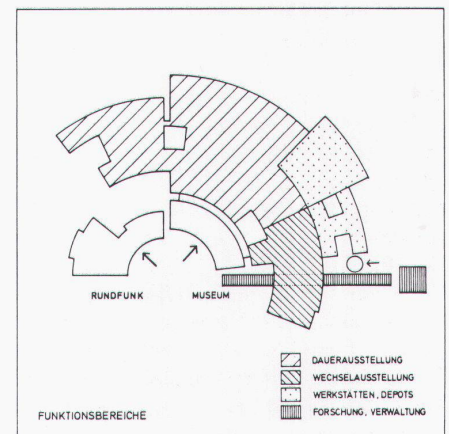 RUNDFUNK MUSEUM
DAUERAUSSTELLUNG
WECHSELAUSSTELLUNG
WERKSTÄTTEN, DEPOTS
FORSCHUNG, VERWALTUNG
FUNKTIONSBEREICHE